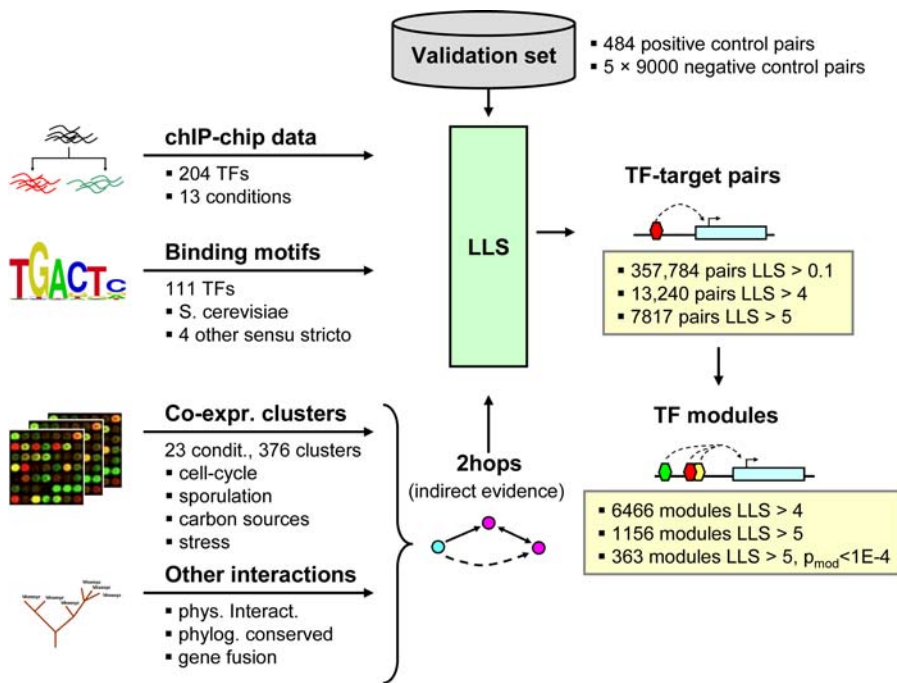 Validation set
▪ 484 positive control pairs
▪ 5 × 9000 negative control pairs
chIP-chip data
▪ 204 TFs
▪ 13 conditions
TGACTc
Binding motifs
111 TFs
▪ S. cerevisiae
▪ 4 other sensu stricto
LLS
TF-target pairs
▪ 357,784 pairs LLS > 0.1
▪ 13,240 pairs LLS > 4
▪ 7817 pairs LLS > 5
Co-expr. clusters
23 condit., 376 clusters
▪ cell-cycle
▪ sporulation
▪ carbon sources
▪ stress
2hops
(indirect evidence)
TF modules
▪ 6466 modules LLS > 4
▪ 1156 modules LLS > 5
▪ 363 modules LLS > 5, pmod<1E-4
Other interactions
▪ phys. Interact.
▪ phylog. conserved
▪ gene fusion